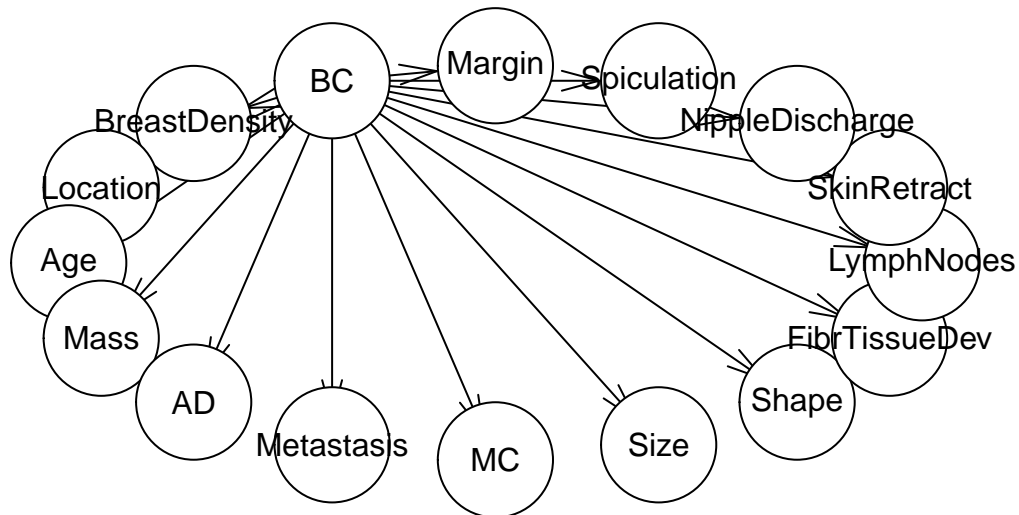 Margin
BC
Spiculation
BreastDensity
NippleDischarge
Location
SkinRetract
Age
LymphNodes
Mass
FibrTissueDev
AD
Shape
Metastasis
MC
Size